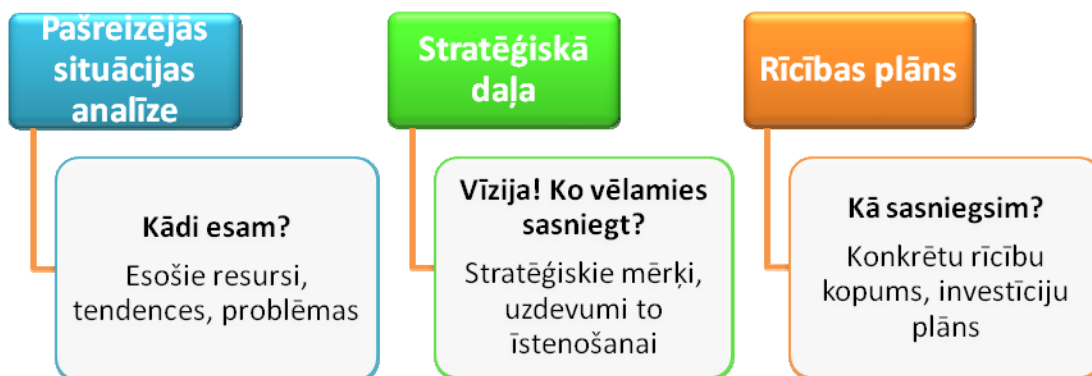 Pašreizējās
situācijas
analīze
Kādi esam?
Esošie resursi,
tendences, problēmas
Stratēģiskā
daļa
Vīzija! Ko vēlamies
sasniegt?
Stratēģiskie mērķi,
uzdevumi to
īstenošanai
Rīcības plāns
Kā sasniegsim?
Konkrētu rīcību
kopums, investīciju
plāns